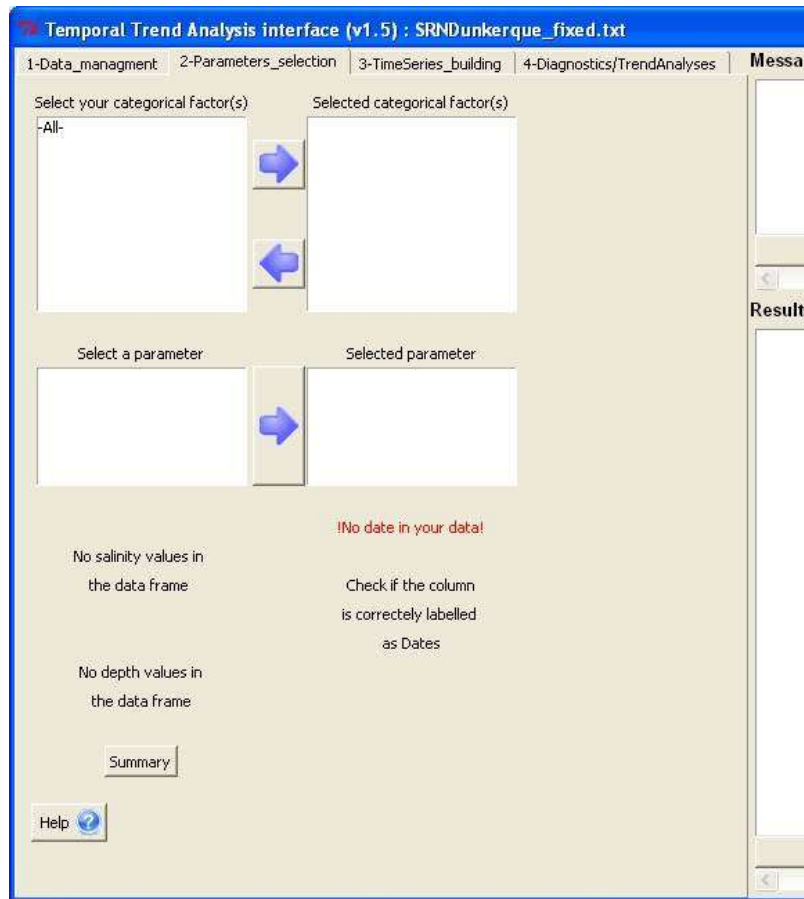 Temporal Trend Analysis interface (v1.5) : SRNDunkerque_fixed.txt
1-Data_managment 2-Parameters_selection 3-TimeSeries_building 4-Diagnostics/TrendAnalyses
Messa
Select your categorical factor(s) Selected categorical factor(s)
-All-
Result
Select a parameter Selected parameter
!No date in your data!
No salinity values in
the data frame
Check if the column
is correctely labelled
as Dates
No depth values in
the data frame
Summary
Help ?